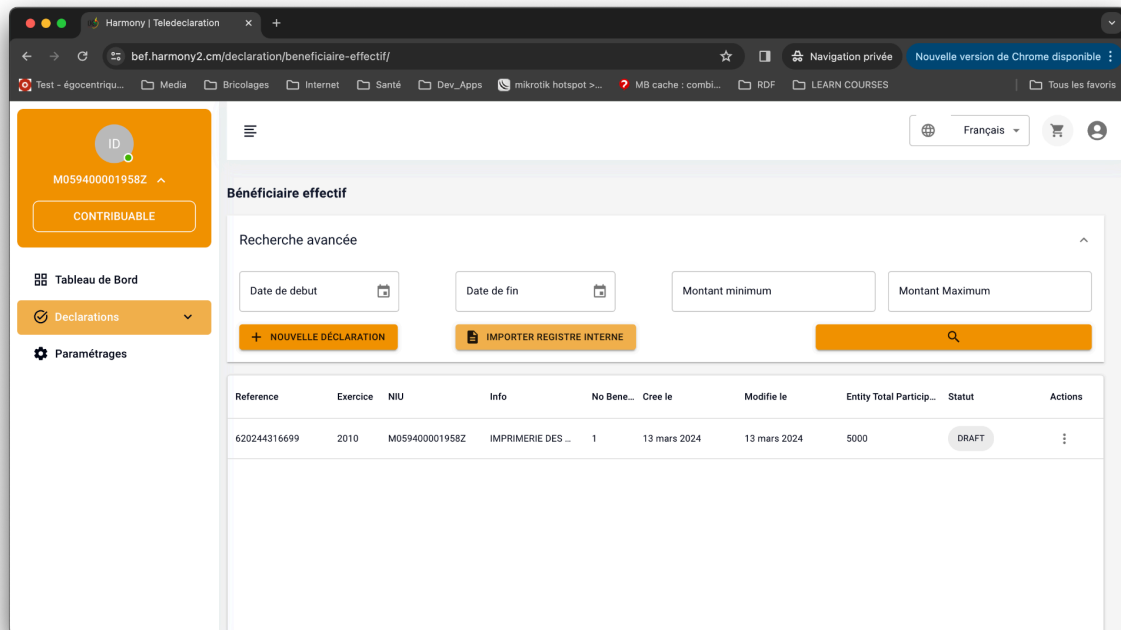 Harmony | Teledeclaration
bef.harmony2.cm/declaration/beneficiaire-effectif/
Navigation privée
Nouvelle version de Chrome disponible
Test - égocentriqu...
Media
Bricolages
Internet
Santé
Dev_Apps
mikrotik hotspot >...
MB cache : combi...
RDF
LEARN COURSES
Tous les favoris
ID
M059400001958Z
CONTRIBUABLE
Tableau de Bord
Declarations
Paramétrages
Français
Bénéficiaire effectif
Recherche avancée
Date de debut
Date de fin
Montant minimum
Montant Maximum
+ NOUVELLE DÉCLARATION
IMPORTER REGISTRE INTERNE
Reference Exercice NIU Info No Bene... Cree le Modifie le Entity Total Particip... Statut Actions
620244316699 2010 M059400001958Z IMPRIMERIE DES ... 1 13 mars 2024 13 mars 2024 5000 DRAFT